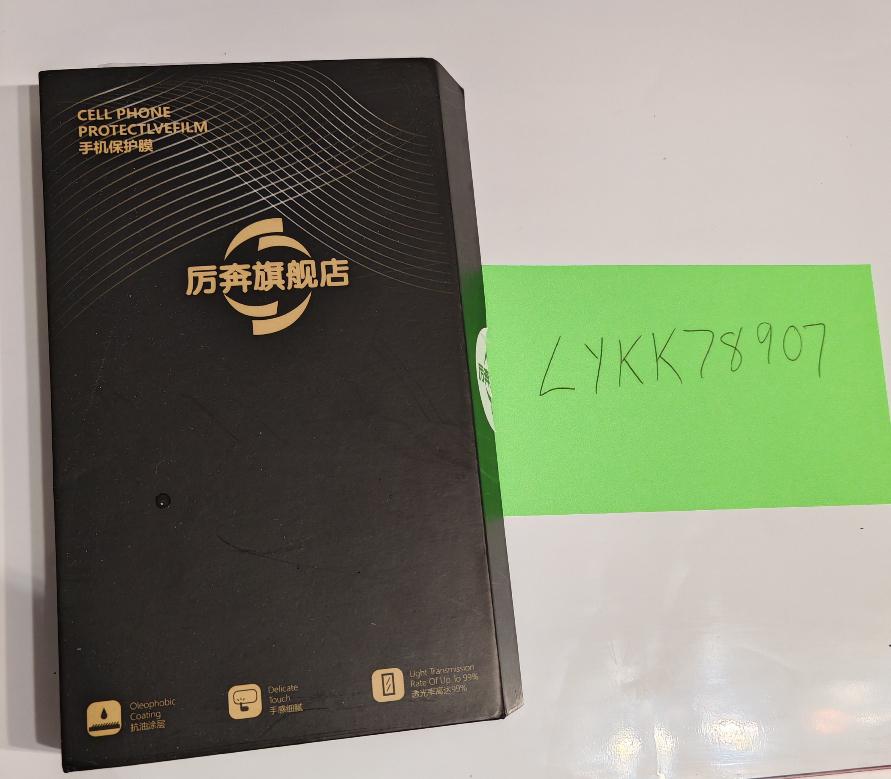 CELL PHONE
PROTECTLVEFILM
手机保护膜
厉奔旗舰店
LYKK78907
Oleophobic
Coating
抗油涂层
Delicate
Touch
手感细腻
Light Transmission
Rate Of Up To 99%
透光率高达99%